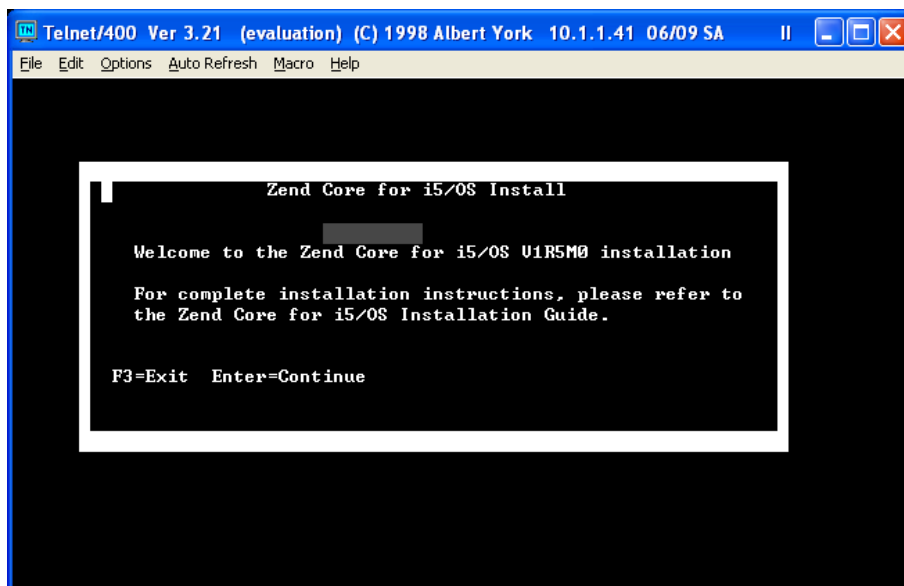 Telnet/400 Ver 3.21 (evaluation) (C) 1998 Albert York 10.1.1.41 06/09 SA II
File Edit Options Auto Refresh Macro Help
Zend Core for i5/OS Install
Welcome to the Zend Core for i5/OS V1R5M0 installation
For complete installation instructions, please refer to
the Zend Core for i5/OS Installation Guide.
F3=Exit Enter=Continue